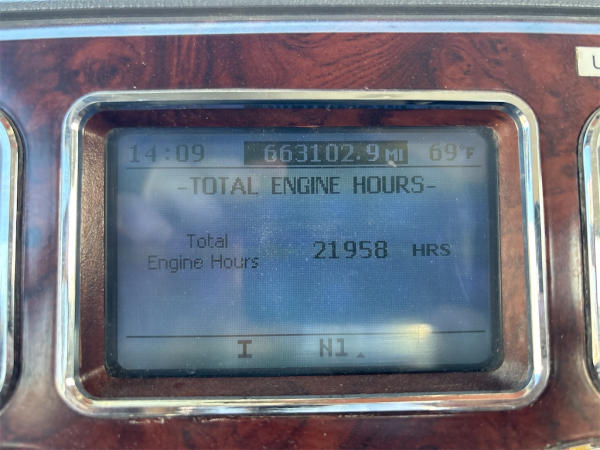 14:09 663102.9 MI 69°F
-TOTAL ENGINE HOURS-
Total
Engine Hours 21958 HRS
I N1
U